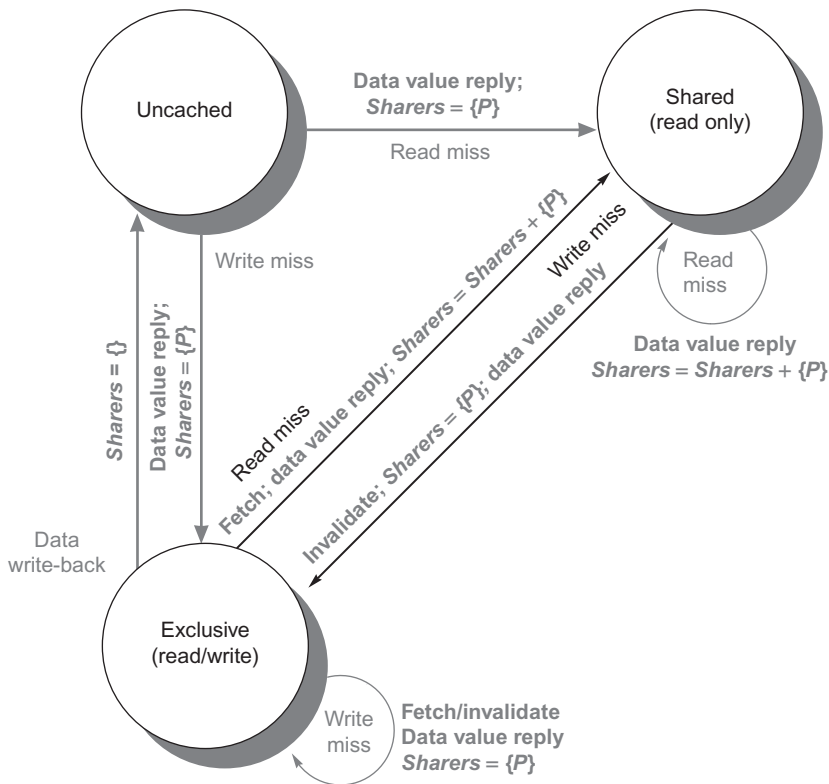 Uncached
Data value reply;
Sharers = {P}
Read miss
Shared
(read only)
Write miss
Sharers = {}
Data value reply;
Sharers = {P}
Read miss
Fetch; data value reply; Sharers = Sharers + {P}
Write miss
Invalidate; Sharers = {P}; data value reply
Read
miss
Data value reply
Sharers = Sharers + {P}
Data
write-back
Exclusive
(read/write)
Write
miss
Fetch/invalidate
Data value reply
Sharers = {P}